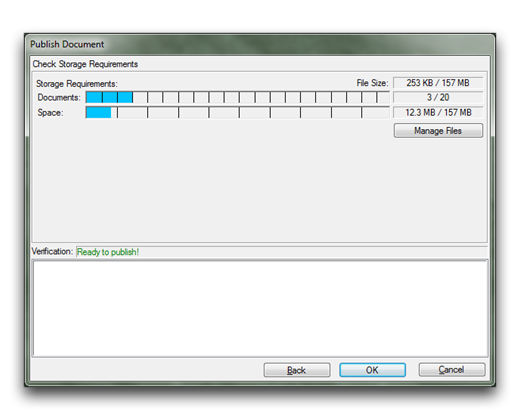 Publish Document
Check Storage Requirements
Storage Requirements: File Size: 253 KB / 157 MB
Documents: 3 / 20
Space: 12.3 MB / 157 MB
Manage Files
Verification: Ready to publish!
Back OK Cancel